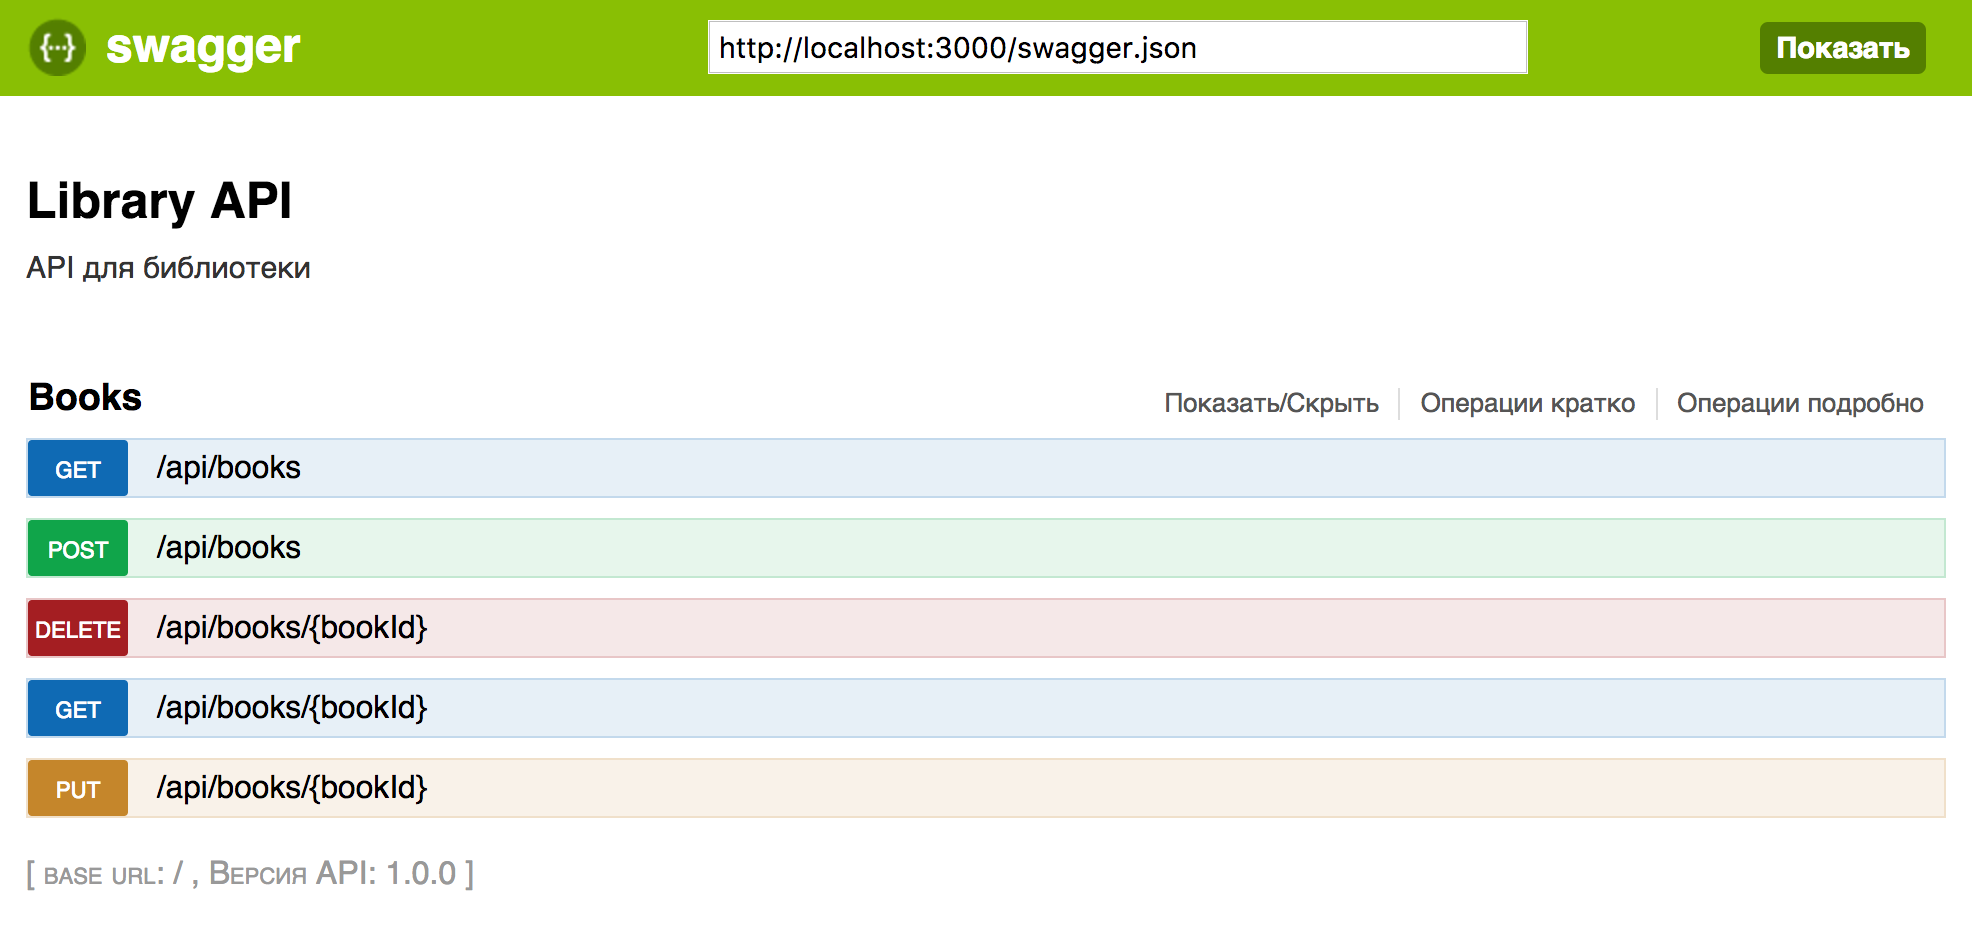 {···} swagger http://localhost:3000/swagger.json Показать
Library API
API для библиотеки
Books Показать/Скрыть Операции кратко Операции подробно
GET /api/books
POST /api/books
DELETE /api/books/{bookId}
GET /api/books/{bookId}
PUT /api/books/{bookId}
[ BASE URL: / , Версия API: 1.0.0 ]